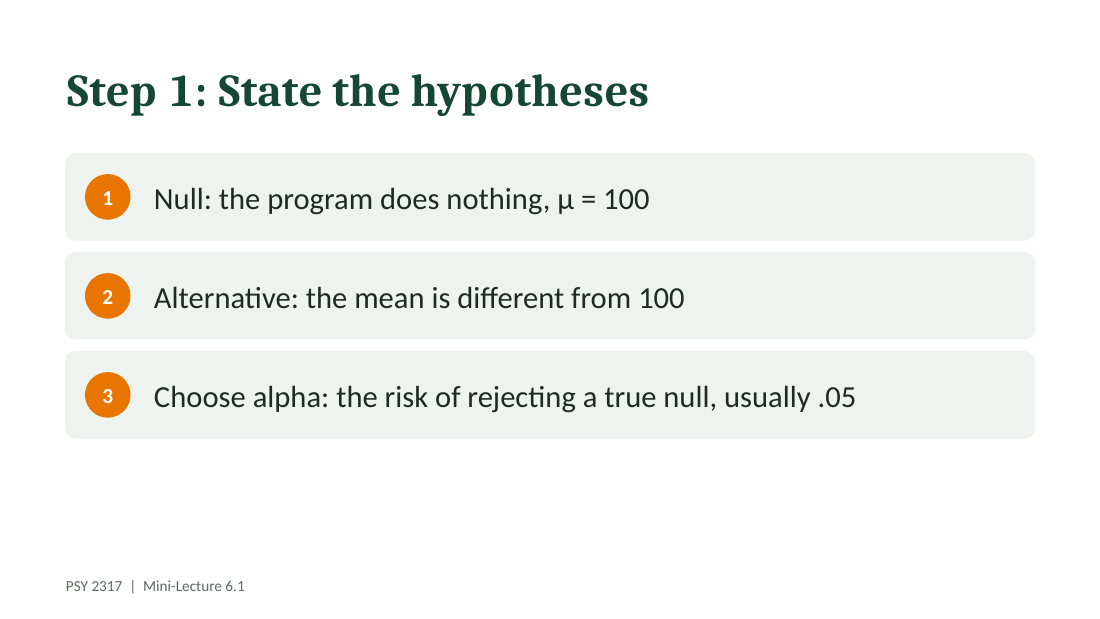 Step 1: State the hypotheses
1 Null: the program does nothing, μ = 100
2 Alternative: the mean is different from 100
3 Choose alpha: the risk of rejecting a true null, usually .05
PSY 2317 | Mini-Lecture 6.1